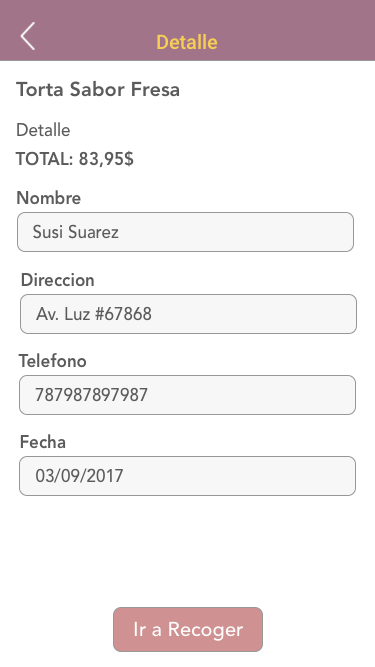 Detalle
Torta Sabor Fresa
Detalle
TOTAL: 83,95$
Nombre
Susi Suarez
Direccion
Av. Luz #67868
Telefono
787987897987
Fecha
03/09/2017
Ir a Recoger